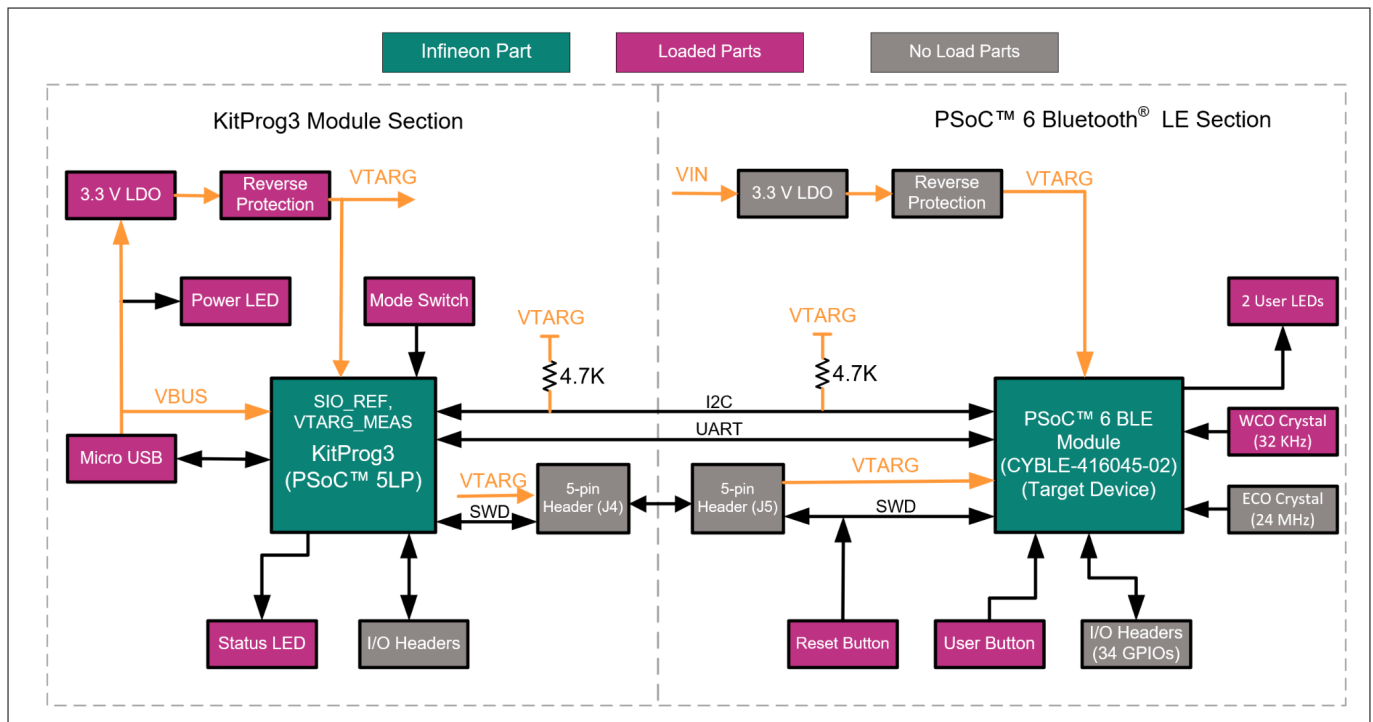 Infineon Part
Loaded Parts
No Load Parts
KitProg3 Module Section
PSoC™ 6 Bluetooth® LE Section
3.3 V LDO
Reverse
Protection
VTARG
VIN
3.3 V LDO
Reverse
Protection
VTARG
Power LED
Mode Switch
VTARG
4.7K
VTARG
4.7K
2 User LEDs
VBUS
SIO_REF,
VTARG_MEAS
KitProg3
(PSoC™ 5LP)
Micro USB
I2C
UART
PSoC™ 6 BLE
Module
(CYBLE-416045-02)
(Target Device)
WCO Crystal
(32 KHz)
VTARG
SWD
5-pin
Header (J4)
5-pin
Header (J5)
VTARG
SWD
ECO Crystal
(24 MHz)
Status LED
I/O Headers
Reset Button
User Button
I/O Headers
(34 GPIOs)